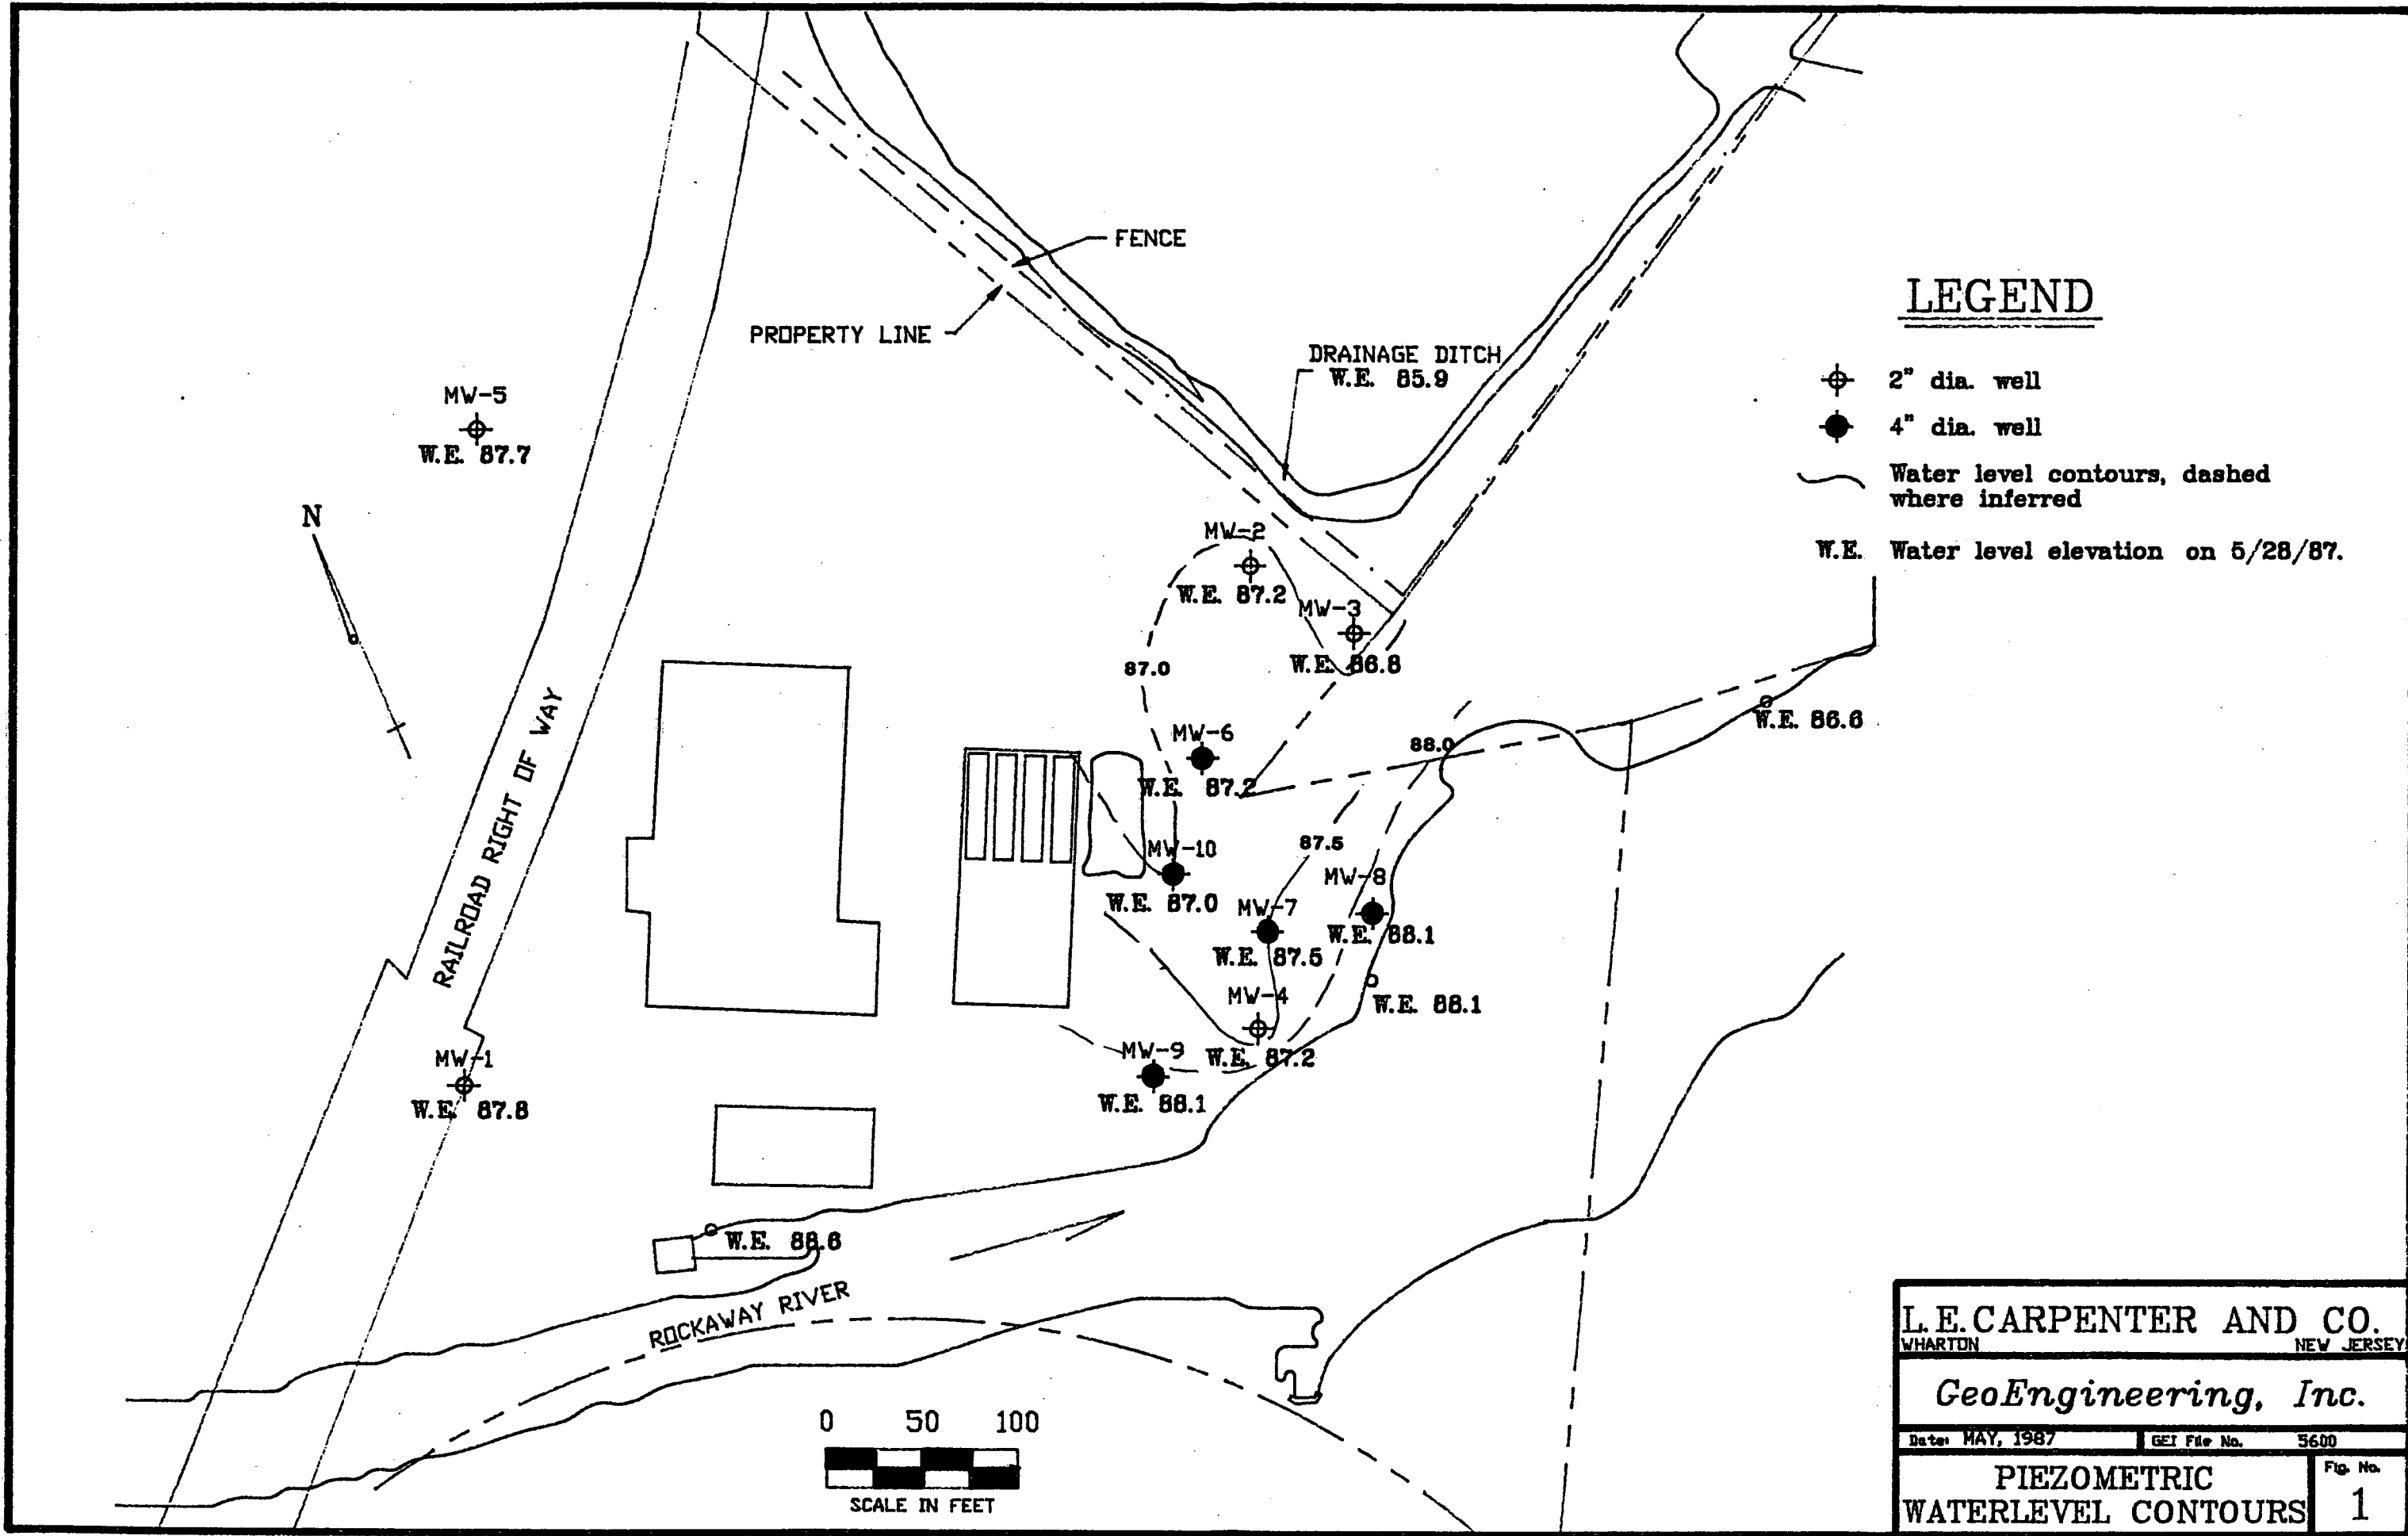 FENCE
PROPERTY LINE
DRAINAGE DITCH
W.E. 85.9
LEGEND
2" dia. well
4" dia. well
Water level contours, dashed
where inferred
W.E. Water level elevation on 5/28/87.
MW-5
W.E. 87.7
N
MW-2
W.E. 87.2
MW-3
W.E. 86.8
87.0
RAILROAD RIGHT OF WAY
MW-6
W.E. 87.2
88.0
W.E. 86.6
87.5
MW-10
W.E. 87.0
MW-8
W.E. 88.1
MW-7
W.E. 87.5
W.E. 88.1
MW-4
W.E. 87.2
MW-9
W.E. 88.1
MW-1
W.E. 87.8
W.E. 88.6
ROCKAWAY RIVER
0 50 100
SCALE IN FEET
L.E.CARPENTER AND CO.
WHARTON NEW JERSEY
GeoEngineering, Inc.
Date: MAY, 1987 GEI File No. 5600
PIEZOMETRIC
WATERLEVEL CONTOURS
Fig. No.
1